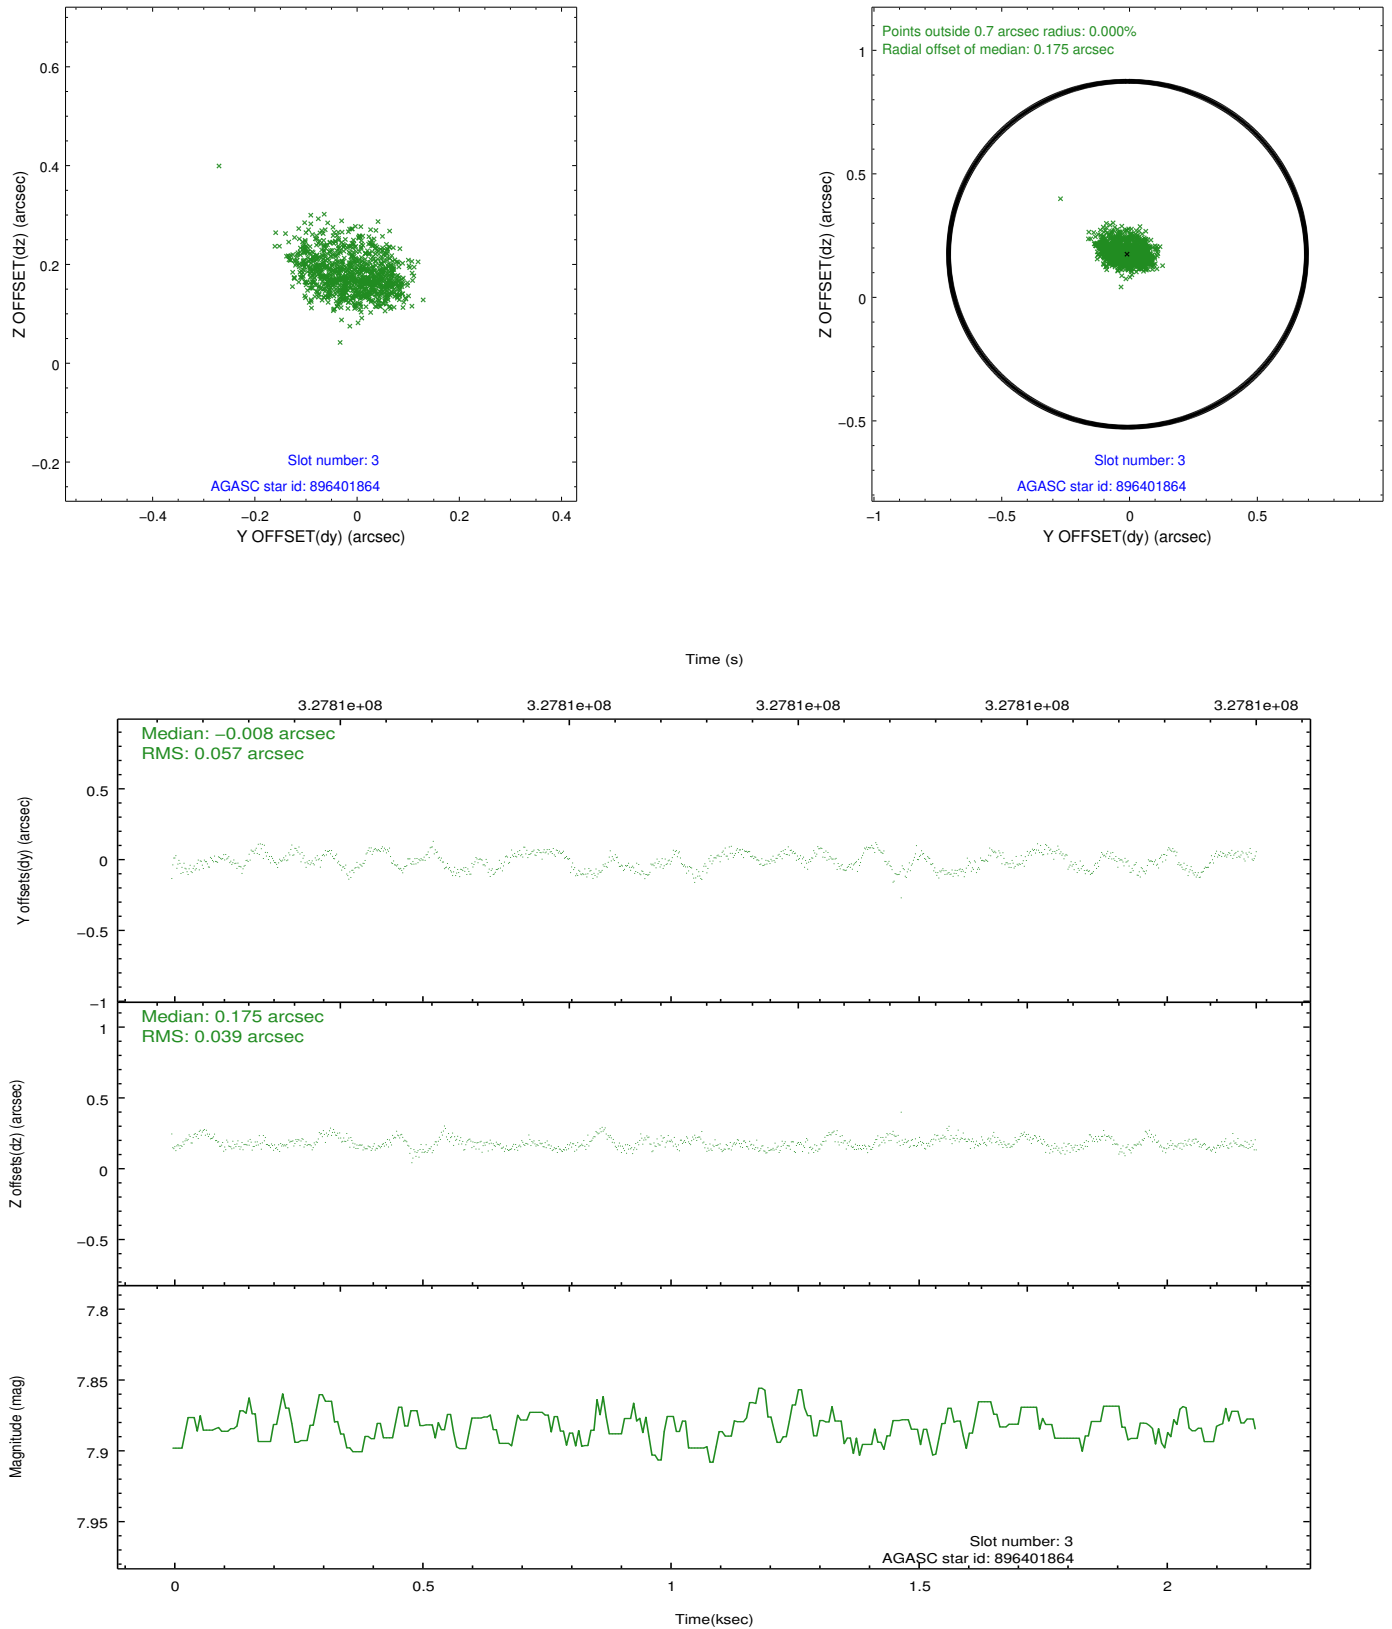 0.6
0.4
0.2
0
−0.2
−0.4
−0.2
0
0.2
0.4
Z OFFSET(dz) (arcsec)
Y OFFSET(dy) (arcsec)
Slot number: 3
AGASC star id: 896401864
Points outside 0.7 arcsec radius: 0.000%
Radial offset of median: 0.175 arcsec
1
0.5
0
−0.5
−1
−0.5
0
0.5
Z OFFSET(dz) (arcsec)
Y OFFSET(dy) (arcsec)
Slot number: 3
AGASC star id: 896401864
Time (s)
3.2781e+08
3.2781e+08
3.2781e+08
3.2781e+08
3.2781e+08
Median: −0.008 arcsec
RMS: 0.057 arcsec
0.5
0
−0.5
−1
Y offsets(dy) (arcsec)
Median: 0.175 arcsec
RMS: 0.039 arcsec
1
0.5
0
−0.5
Z offsets(dz) (arcsec)
7.8
7.85
7.9
7.95
Magnitude (mag)
Slot number: 3
AGASC star id: 896401864
0
0.5
1
1.5
2
Time(ksec)